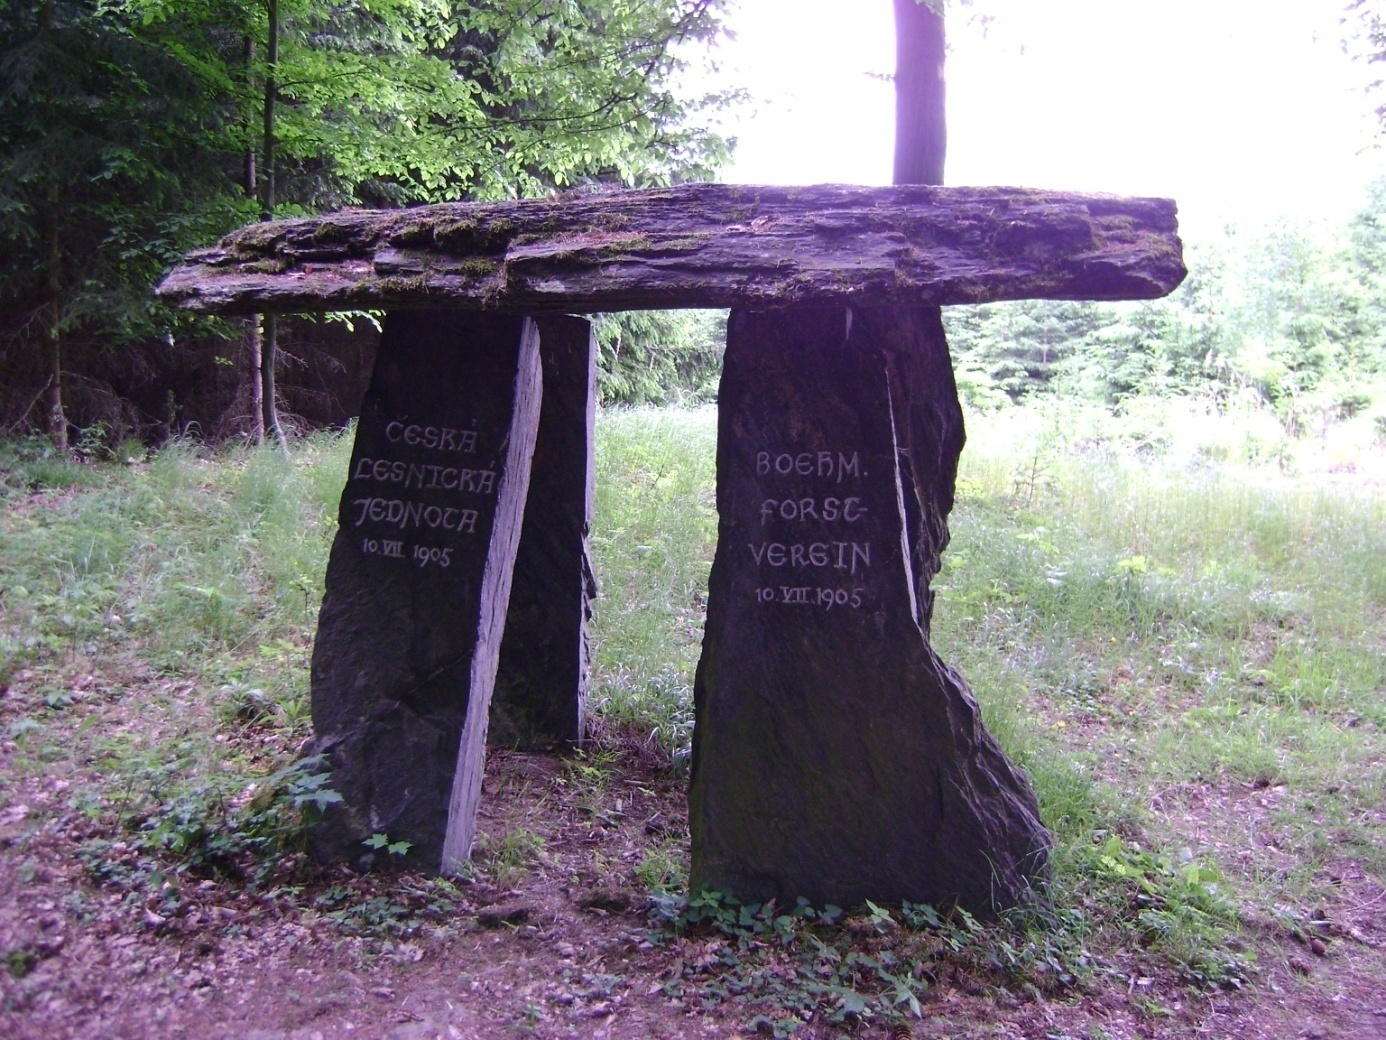 ČESKÁ
LESNICKÁ
JEDNOTA
10.VII. 1905
BOEHM.
FORST-
VEREIN
10.VII.1905